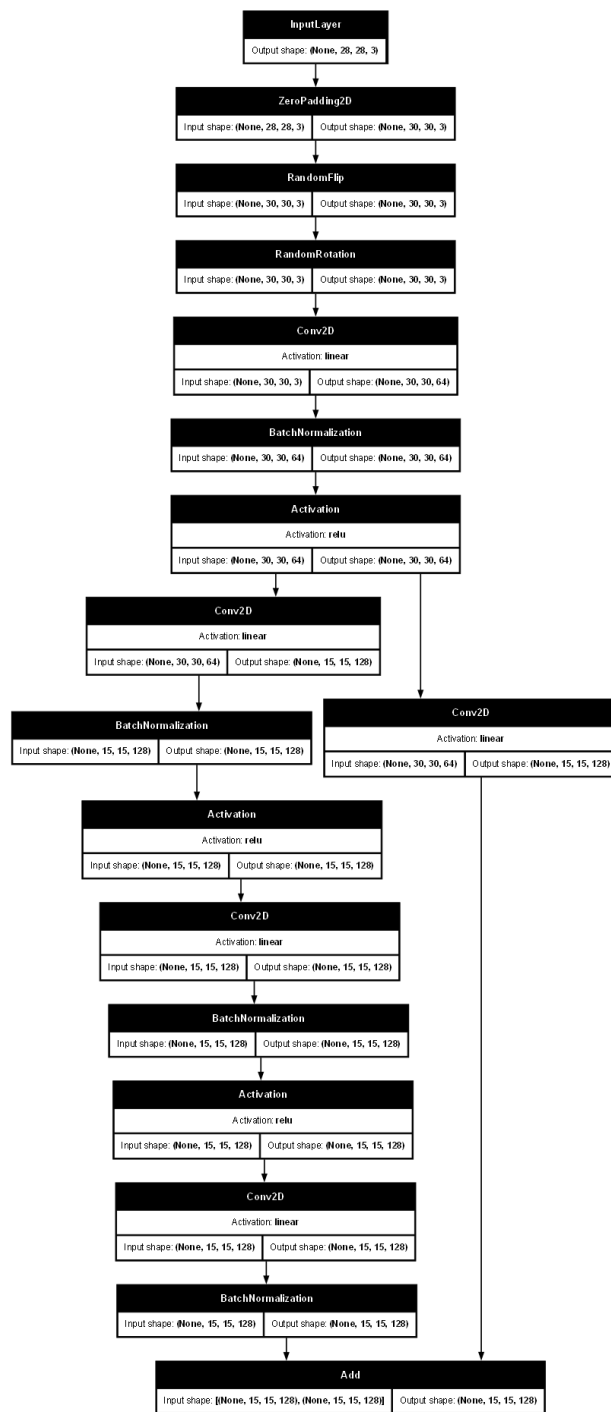 InputLayer
Output shape: (None, 28, 28, 3)
ZeroPadding2D
Input shape: (None, 28, 28, 3) Output shape: (None, 30, 30, 3)
RandomFlip
Input shape: (None, 30, 30, 3) Output shape: (None, 30, 30, 3)
RandomRotation
Input shape: (None, 30, 30, 3) Output shape: (None, 30, 30, 3)
Conv2D
Activation: linear
Input shape: (None, 30, 30, 3) Output shape: (None, 30, 30, 64)
BatchNormalization
Input shape: (None, 30, 30, 64) Output shape: (None, 30, 30, 64)
Activation
Activation: relu
Input shape: (None, 30, 30, 64) Output shape: (None, 30, 30, 64)
Conv2D
Activation: linear
Input shape: (None, 30, 30, 64) Output shape: (None, 15, 15, 128)
BatchNormalization
Input shape: (None, 15, 15, 128) Output shape: (None, 15, 15, 128)
Conv2D
Activation: linear
Input shape: (None, 30, 30, 64) Output shape: (None, 15, 15, 128)
Activation
Activation: relu
Input shape: (None, 15, 15, 128) Output shape: (None, 15, 15, 128)
Conv2D
Activation: linear
Input shape: (None, 15, 15, 128) Output shape: (None, 15, 15, 128)
BatchNormalization
Input shape: (None, 15, 15, 128) Output shape: (None, 15, 15, 128)
Activation
Activation: relu
Input shape: (None, 15, 15, 128) Output shape: (None, 15, 15, 128)
Conv2D
Activation: linear
Input shape: (None, 15, 15, 128) Output shape: (None, 15, 15, 128)
BatchNormalization
Input shape: (None, 15, 15, 128) Output shape: (None, 15, 15, 128)
Add
Input shape: [(None, 15, 15, 128), (None, 15, 15, 128)] Output shape: (None, 15, 15, 128)